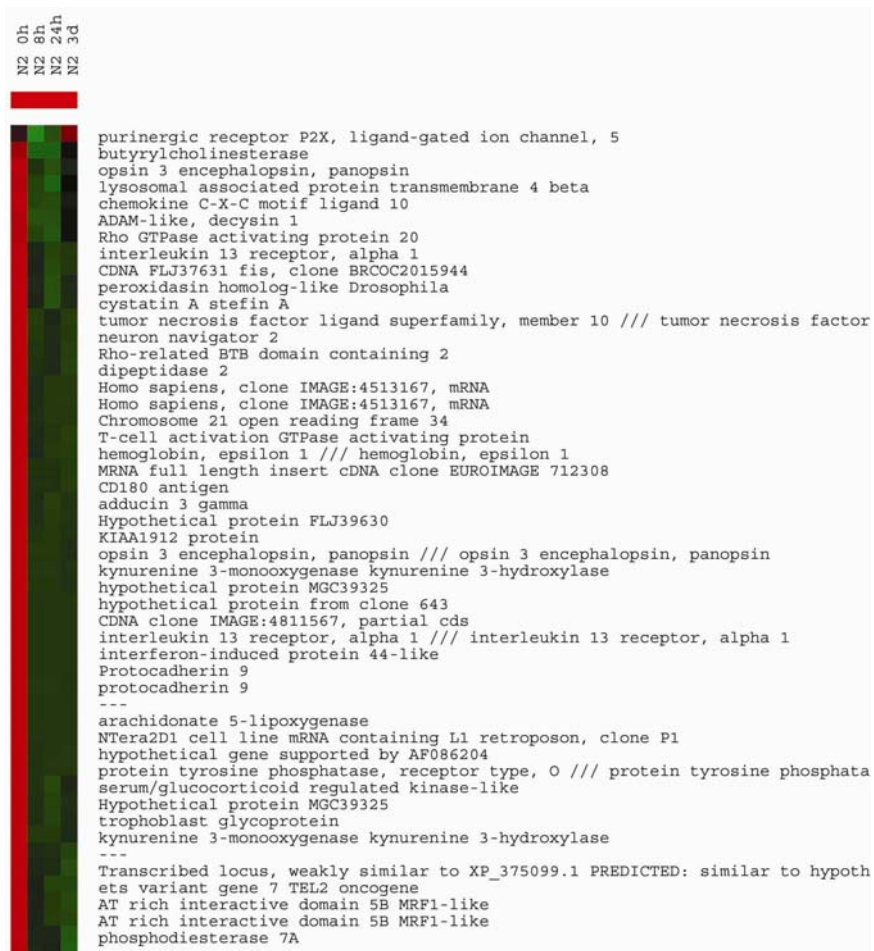 N2 0h
N2 8h
N2 24h
N2 3d
purinergic receptor P2X, ligand-gated ion channel, 5
butyrylcholinesterase
opsin 3 encephalopsin, panopsin
lysosomal associated protein transmembrane 4 beta
chemokine C-X-C motif ligand 10
ADAM-like, decysin 1
Rho GTPase activating protein 20
interleukin 13 receptor, alpha 1
CDNA FLJ37631 fis, clone BRCOC2015944
peroxidasin homolog-like Drosophila
cystatin A stefin A
tumor necrosis factor ligand superfamily, member 10 /// tumor necrosis factor
neuron navigator 2
Rho-related BTB domain containing 2
dipeptidase 2
Homo sapiens, clone IMAGE:4513167, mRNA
Homo sapiens, clone IMAGE:4513167, mRNA
Chromosome 21 open reading frame 34
T-cell activation GTPase activating protein
hemoglobin, epsilon 1 /// hemoglobin, epsilon 1
MRNA full length insert cDNA clone EUROIMAGE 712308
CD180 antigen
adducin 3 gamma
Hypothetical protein FLJ39630
KIAA1912 protein
opsin 3 encephalopsin, panopsin /// opsin 3 encephalopsin, panopsin
kynurenine 3-monooxygenase kynurenine 3-hydroxylase
hypothetical protein MGC39325
hypothetical protein from clone 643
CDNA clone IMAGE:4811567, partial cds
interleukin 13 receptor, alpha 1 /// interleukin 13 receptor, alpha 1
interferon-induced protein 44-like
Protocadherin 9
protocadherin 9
---
arachidonate 5-lipoxygenase
NTera2D1 cell line mRNA containing L1 retroposon, clone P1
hypothetical gene supported by AF086204
protein tyrosine phosphatase, receptor type, O /// protein tyrosine phosphata
serum/glucocorticoid regulated kinase-like
Hypothetical protein MGC39325
trophoblast glycoprotein
kynurenine 3-monooxygenase kynurenine 3-hydroxylase
---
Transcribed locus, weakly similar to XP_375099.1 PREDICTED: similar to hypoth
ets variant gene 7 TEL2 oncogene
AT rich interactive domain 5B MRF1-like
AT rich interactive domain 5B MRF1-like
phosphodiesterase 7A